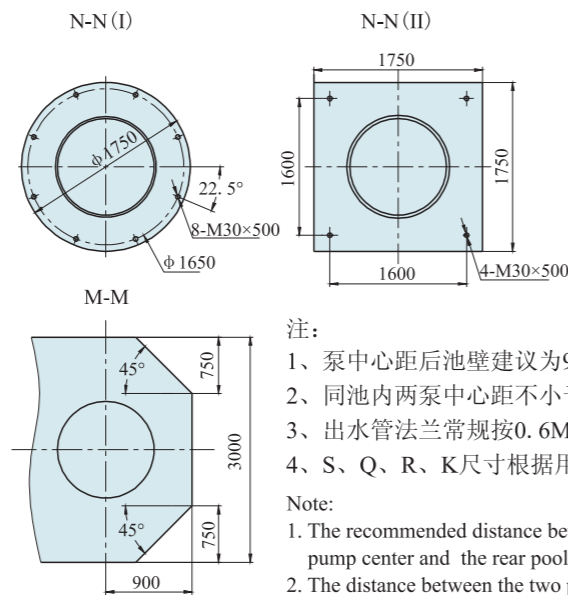 N-N(I)
N-N(II)
1750
1600
1750
1600
4-M30×500
φ1750
22.5°
8-M30×500
φ1650
M-M
45°
750
3000
45°
750
900
注:
1、泵中心距后池壁建议为9
2、同池内两泵中心距不小
3、出水管法兰常规按0.6M
4、S、Q、R、K尺寸根据用
Note:
1. The recommended distance be
pump center and the rear pool
2. The distance between the two